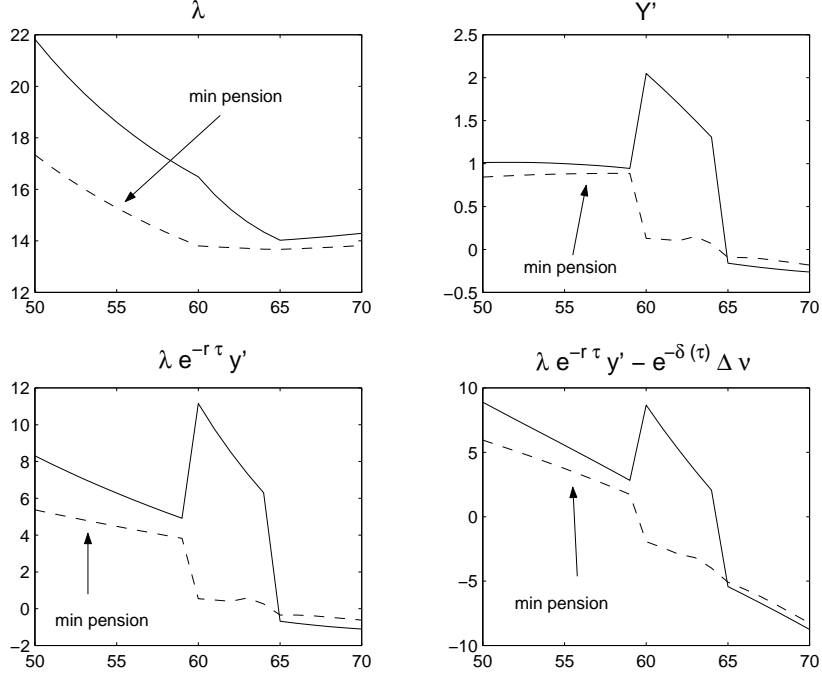 λ
22
20
18
16
14
12
50 55 60 65 70
min pension
Y'
2.5
2
1.5
1
0.5
0
−0.5
50 55 60 65 70
min pension
λ e^{−r τ} y'
12
10
8
6
4
2
0
−2
50 55 60 65 70
min pension
λ e^{−r τ} y' − e^{−δ (τ)} Δ ν
10
5
0
−5
−10
50 55 60 65 70
min pension